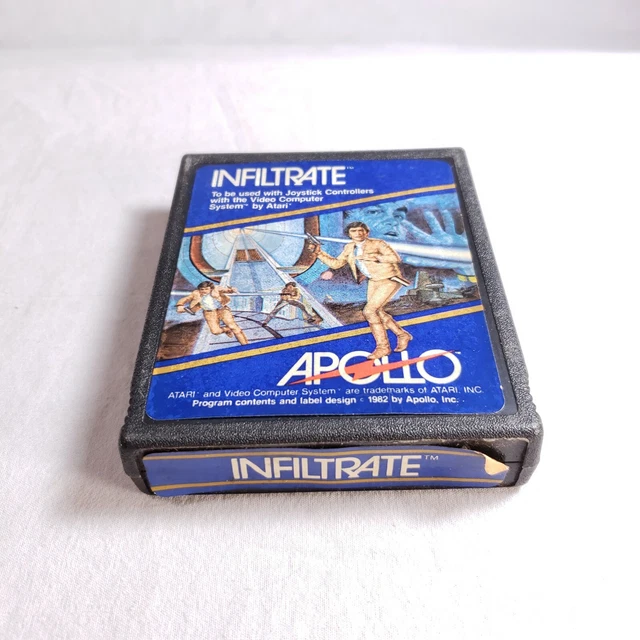 INFILTRATE™
To be used with Joystick Controllers
with the Video Computer
System™ by Atari®
APOLLO™
ATARI® and Video Computer System™ are trademarks of ATARI, INC.
Program contents and label design © 1982 by Apollo, Inc.
INFILTRATE™